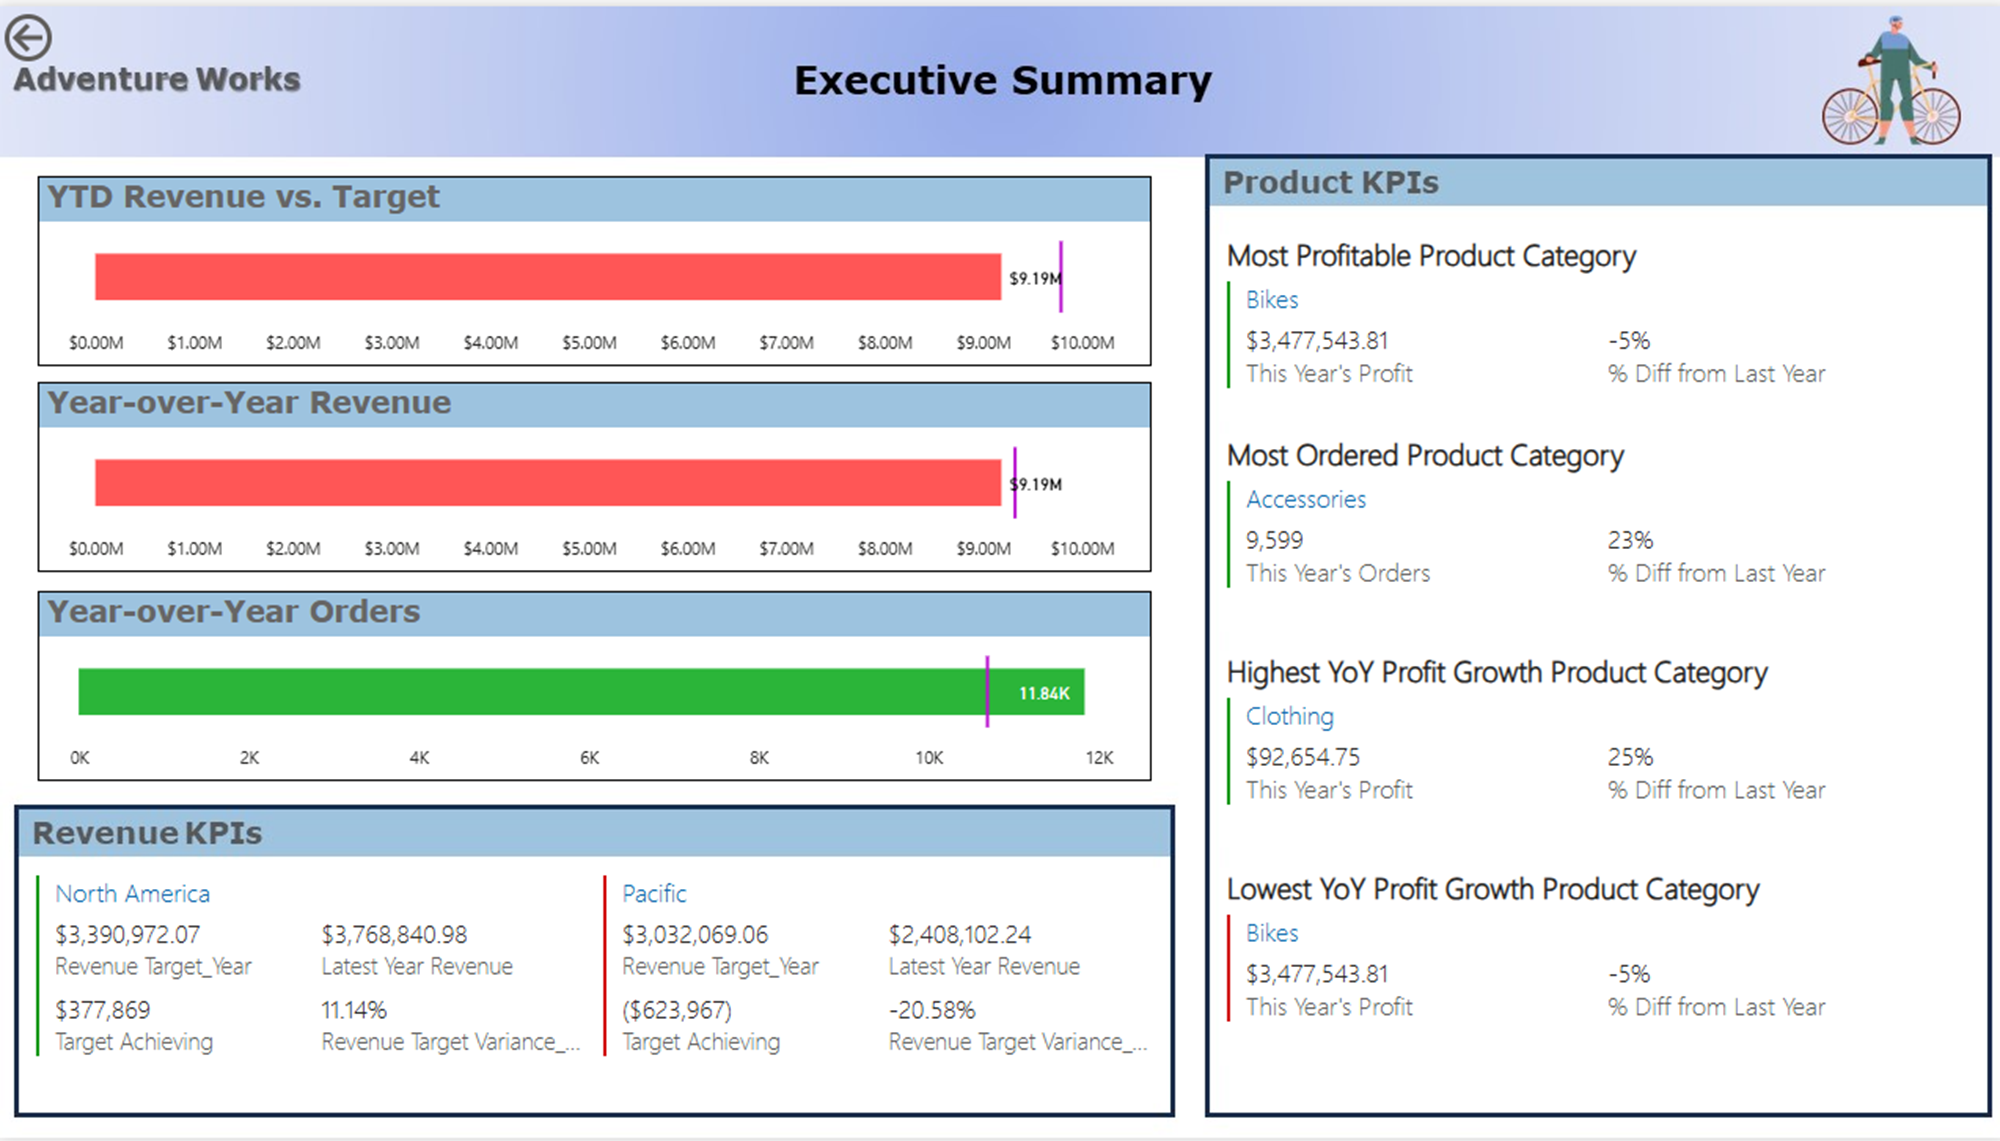 Adventure Works
Executive Summary
YTD Revenue vs. Target
$9.19M
$0.00M $1.00M $2.00M $3.00M $4.00M $5.00M $6.00M $7.00M $8.00M $9.00M $10.00M
Year-over-Year Revenue
$9.19M
$0.00M $1.00M $2.00M $3.00M $4.00M $5.00M $6.00M $7.00M $8.00M $9.00M $10.00M
Year-over-Year Orders
11.84K
0K 2K 4K 6K 8K 10K 12K
Revenue KPIs
North America
$3,390,972.07 $3,768,840.98
Revenue Target_Year Latest Year Revenue
$377,869 11.14%
Target Achieving Revenue Target Variance_...
Pacific
$3,032,069.06 $2,408,102.24
Revenue Target_Year Latest Year Revenue
($623,967) -20.58%
Target Achieving Revenue Target Variance_...
Product KPIs
Most Profitable Product Category
Bikes
$3,477,543.81 -5%
This Year's Profit % Diff from Last Year
Most Ordered Product Category
Accessories
9,599 23%
This Year's Orders % Diff from Last Year
Highest YoY Profit Growth Product Category
Clothing
$92,654.75 25%
This Year's Profit % Diff from Last Year
Lowest YoY Profit Growth Product Category
Bikes
$3,477,543.81 -5%
This Year's Profit % Diff from Last Year